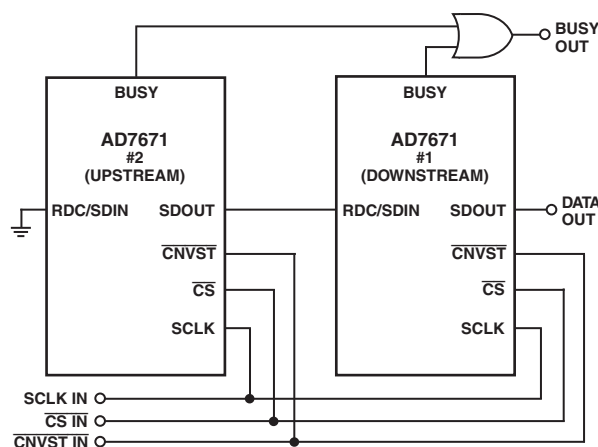 BUSY
OUT
BUSY
AD7671
#2
(UPSTREAM)
RDC/SDIN
SDOUT
CNVST
CS
SCLK
BUSY
AD7671
#1
(DOWNSTREAM)
RDC/SDIN
SDOUT
CNVST
CS
SCLK
DATA
OUT
SCLK IN
CS IN
CNVST IN